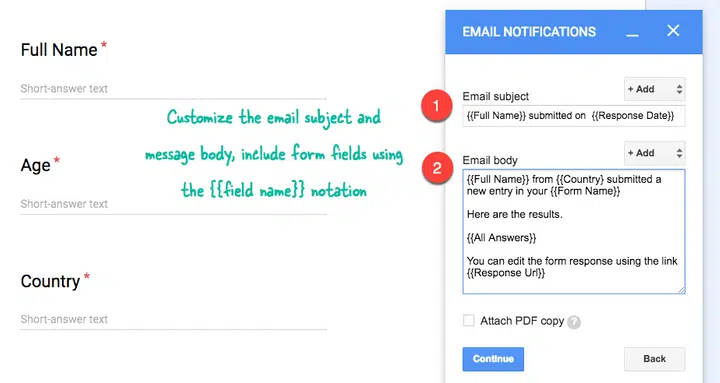 Full Name *
Short-answer text
Customize the email subject and
message body, include form fields using
the {{field name}} notation
Age *
Short-answer text
Country *
Short-answer text
EMAIL NOTIFICATIONS
+ Add
1
Email subject
{{Full Name}} submitted on  {{Response Date}}
+ Add
2
Email body
{{Full Name}} from {{Country} submitted a
new entry in your {{Form Name}}
Here are the results.
{{All Answers}}
You can edit the form response using the link
{{Response Url}}
Attach PDF copy ?
Continue
Back